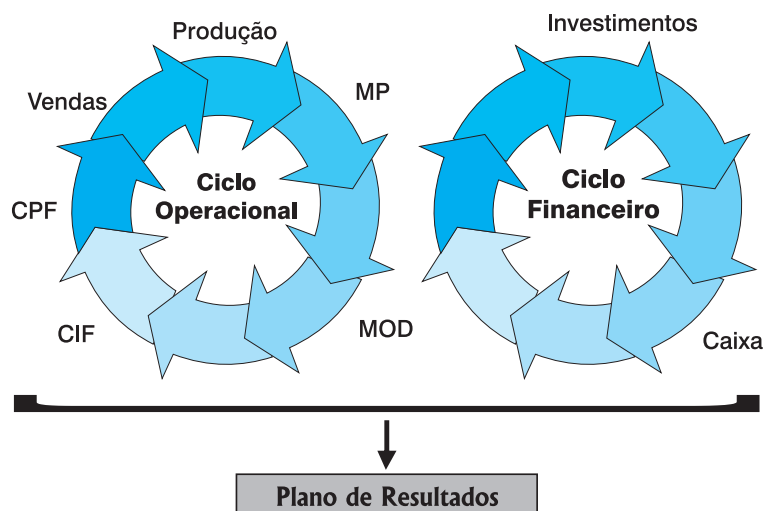 Produção
Vendas
MP
Ciclo
Operacional
CPF
CIF
MOD
Investimentos
Ciclo
Financeiro
Caixa
Plano de Resultados